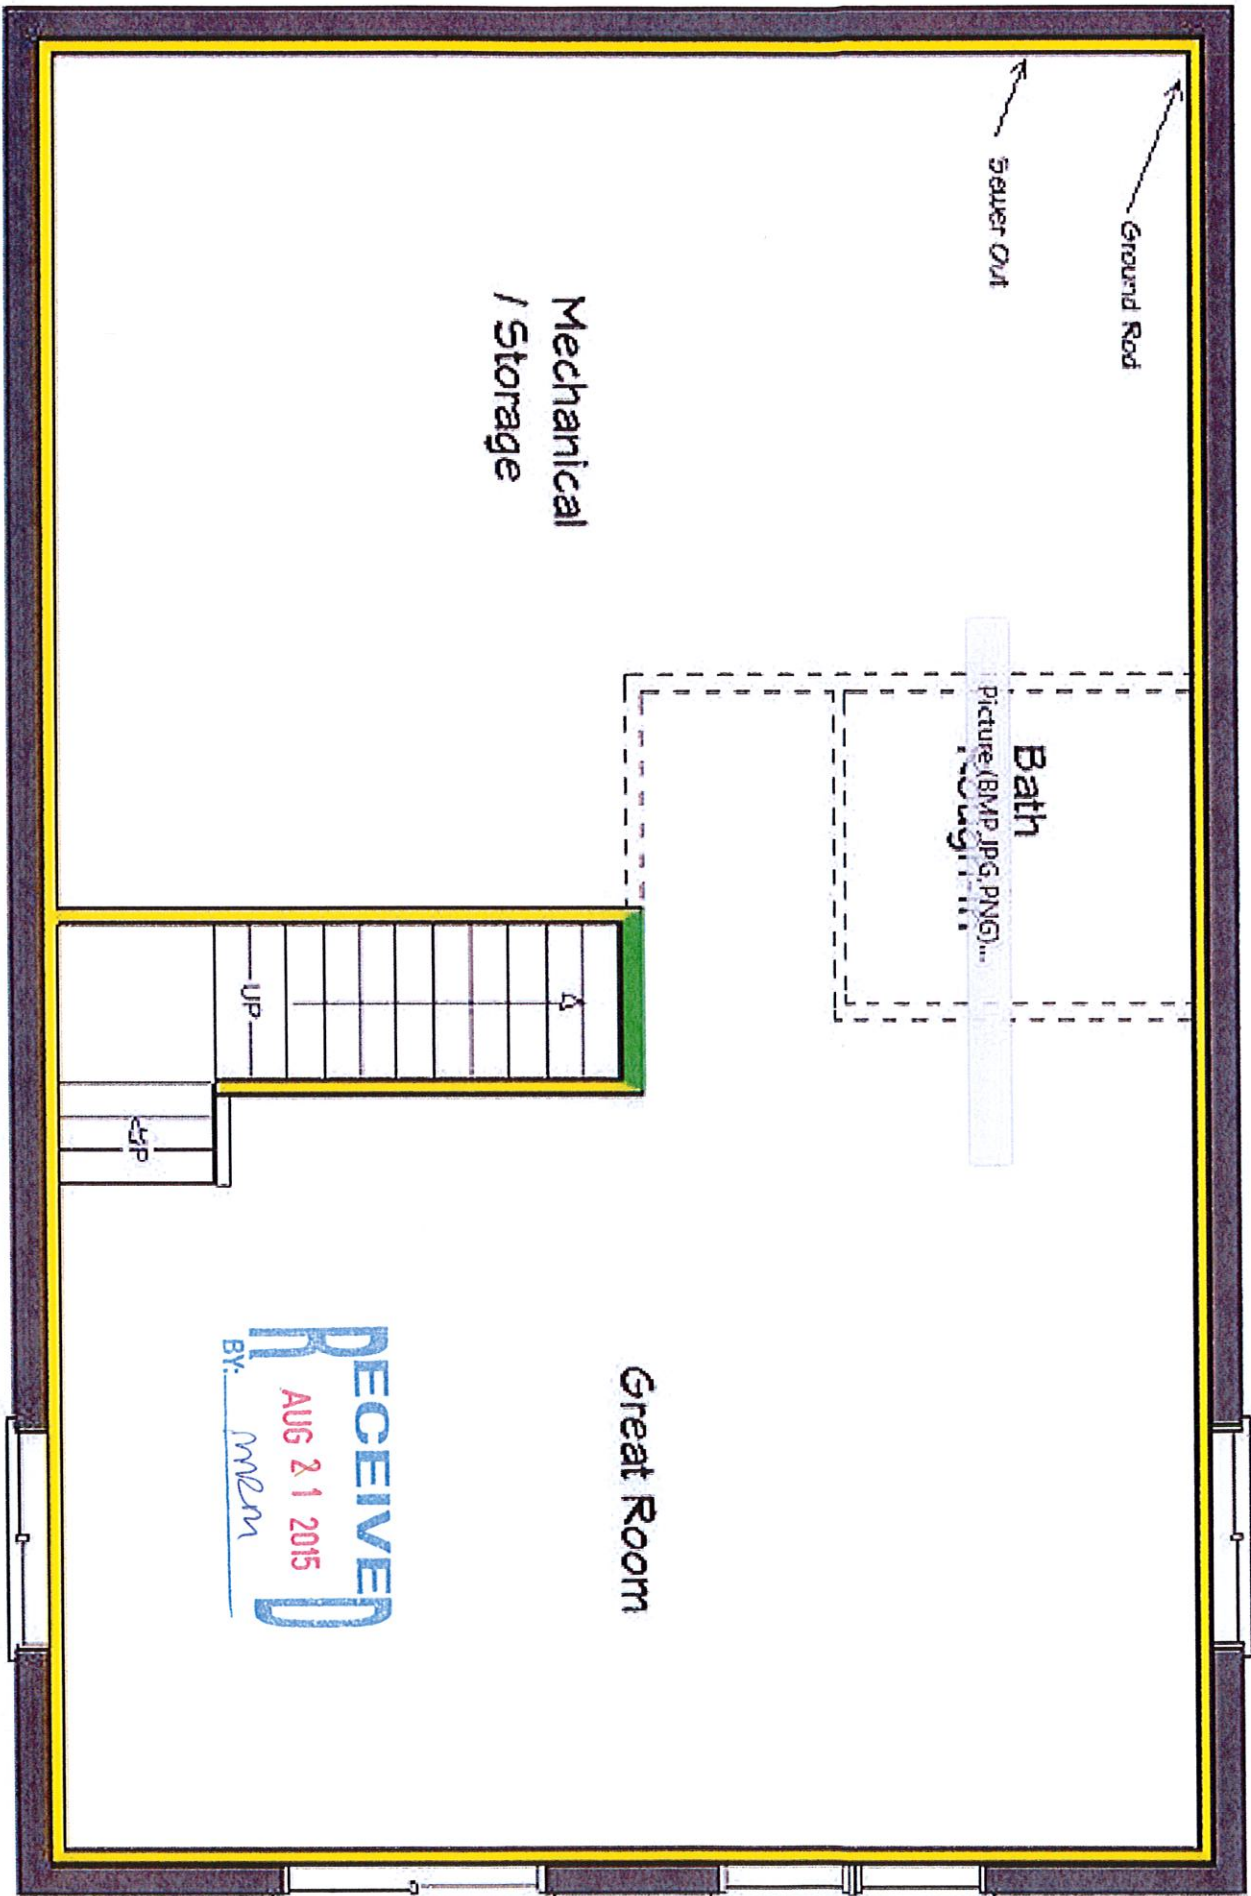 Ground Rod
Sewer Out
Bath
Picture (BMP, JPG, PNG)...
Mechanical
/ Storage
Great Room
UP
UP
RECEIVED
AUG 21 2015
BY: